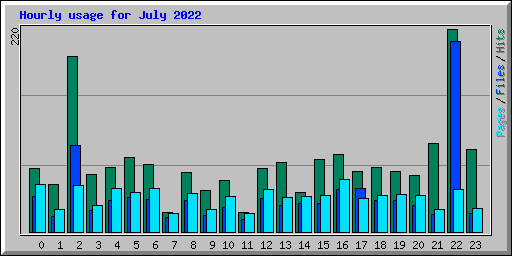 Hourly usage for July 2022
220
Pages/Files/Hits
0 1 2 3 4 5 6 7 8 9 10 11 12 13 14 15 16 17 18 19 20 21 22 23